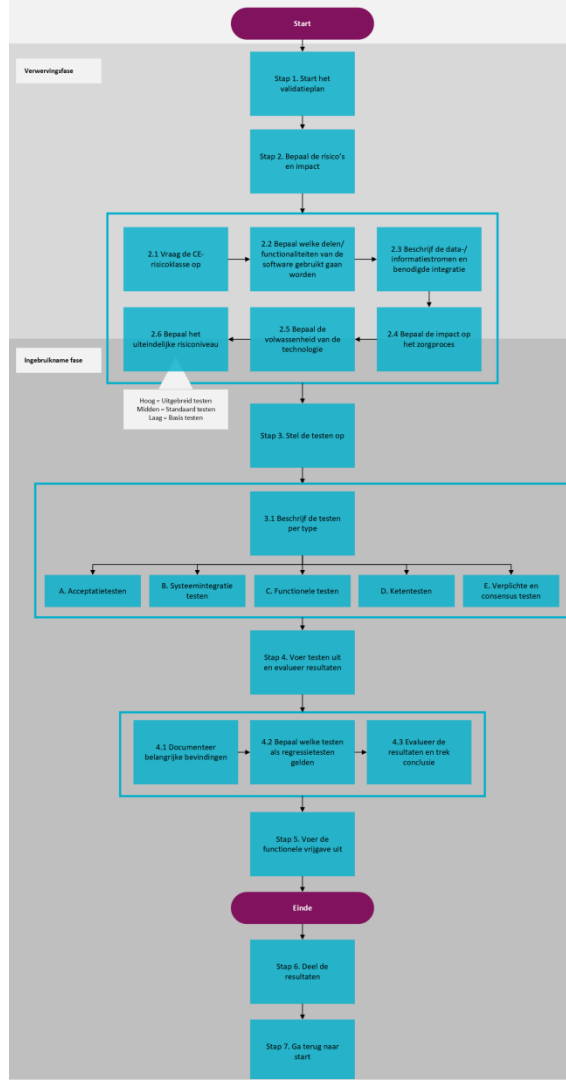 Start
Verwervingsfase
Stap 1. Start het
validatieplan
Stap 2. Bepaal de risico's
en impact
2.1 Vraag de CE-
risicoklasse op
2.2 Bepaal welke delen/
functionaliteiten van de
software gebruikt gaan
worden
2.3 Beschrijf de data-/
informatiestromen en
benodigde integratie
2.6 Bepaal het
uiteindelijke risiconiveau
2.5 Bepaal de
volwassenheid van de
technologie
2.4 Bepaal de impact op
het zorgproces
Ingebruikname fase
Hoog = Uitgebreid testen
Midden = Standaard testen
Laag = Basis testen
Stap 3. Stel de testen op
3.1 Beschrijf de testen
per type
A. Acceptatietesten
B. Systeemintegratie
testen
C. Functionele testen
D. Ketentesten
E. Verplichte en
consensus testen
Stap 4. Voer testen uit
en evalueer resultaten
4.1 Documenteer
belangrijke bevindingen
4.2 Bepaal welke testen
als regressietesten
gelden
4.3 Evalueer de
resultaten en trek
conclusie
Stap 5. Voer de
functionele vrijgave uit
Einde
Stap 6. Deel de
resultaten
Stap 7. Ga terug naar
start